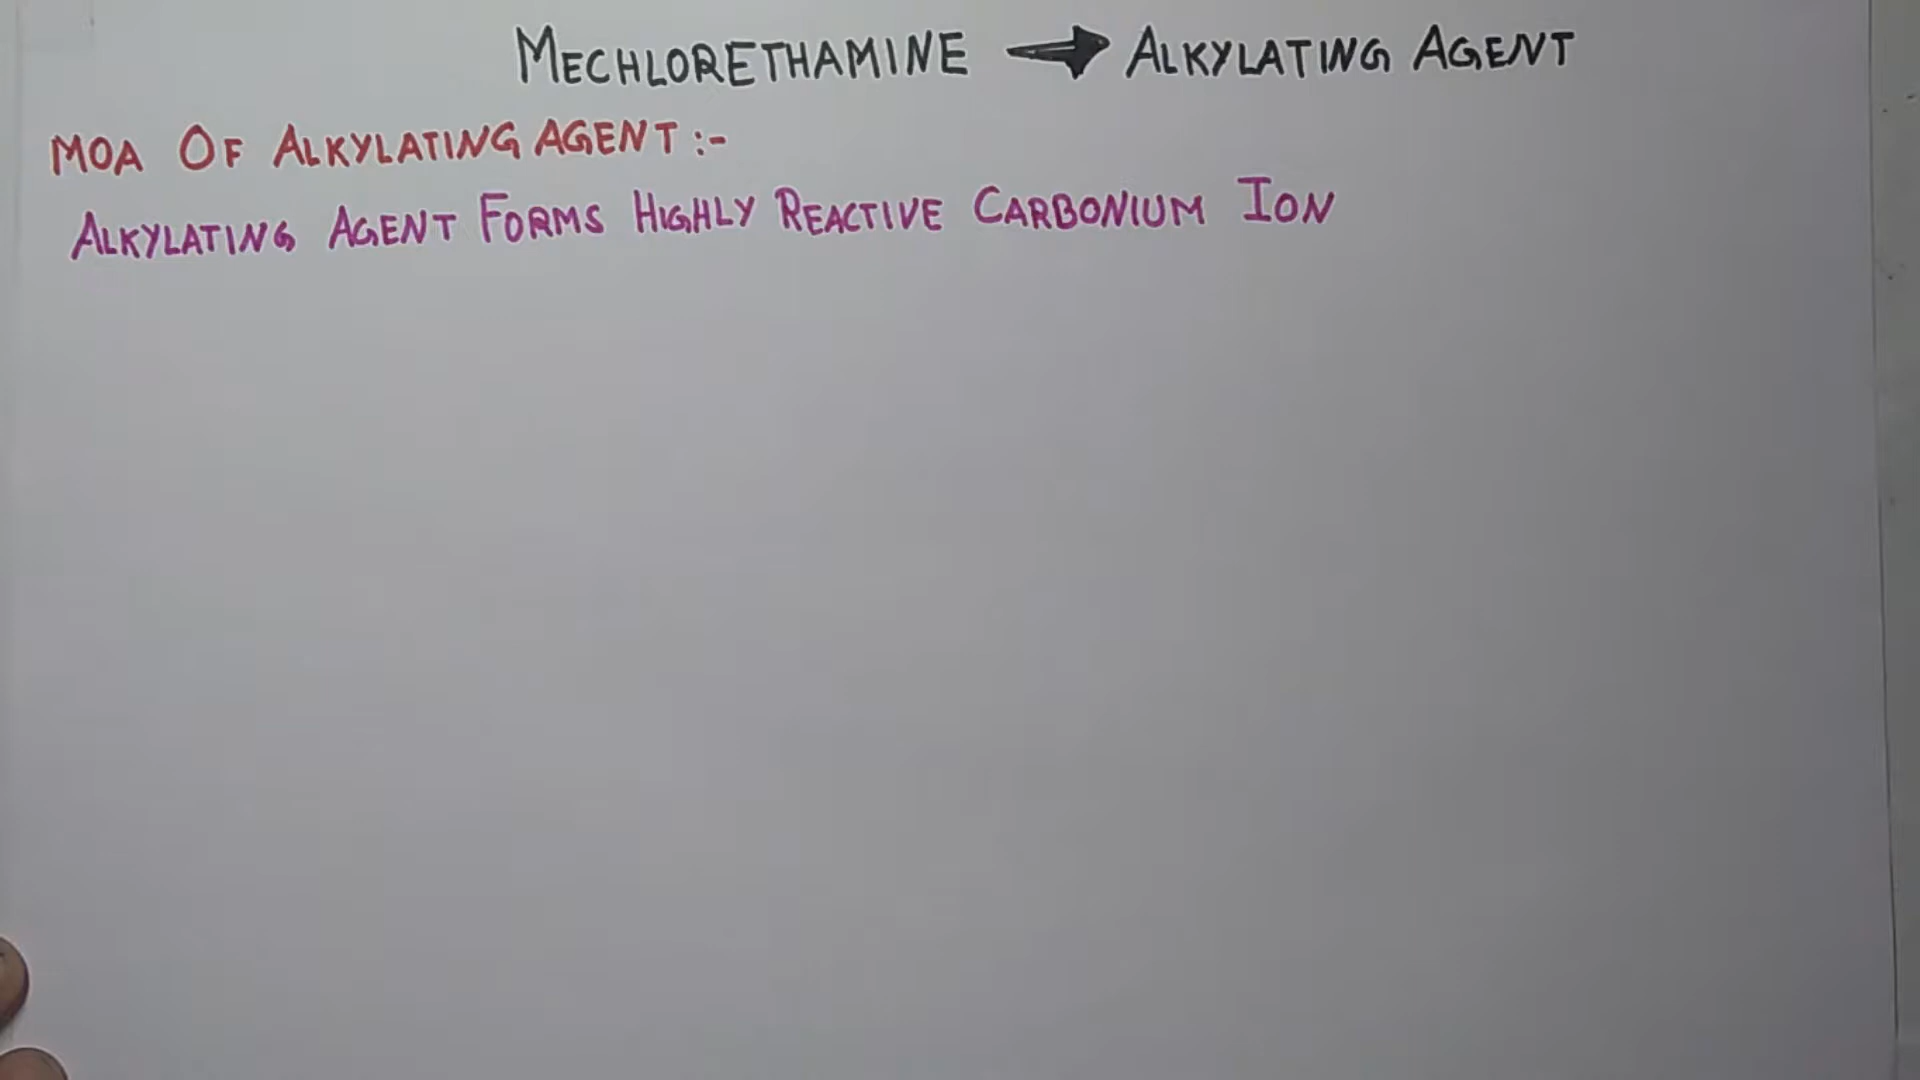 MECHLORETHAMINE → ALKYLATING AGENT
MOA OF ALKYLATING AGENT :-
ALKYLATING AGENT FORMS HIGHLY REACTIVE CARBONIUM ION